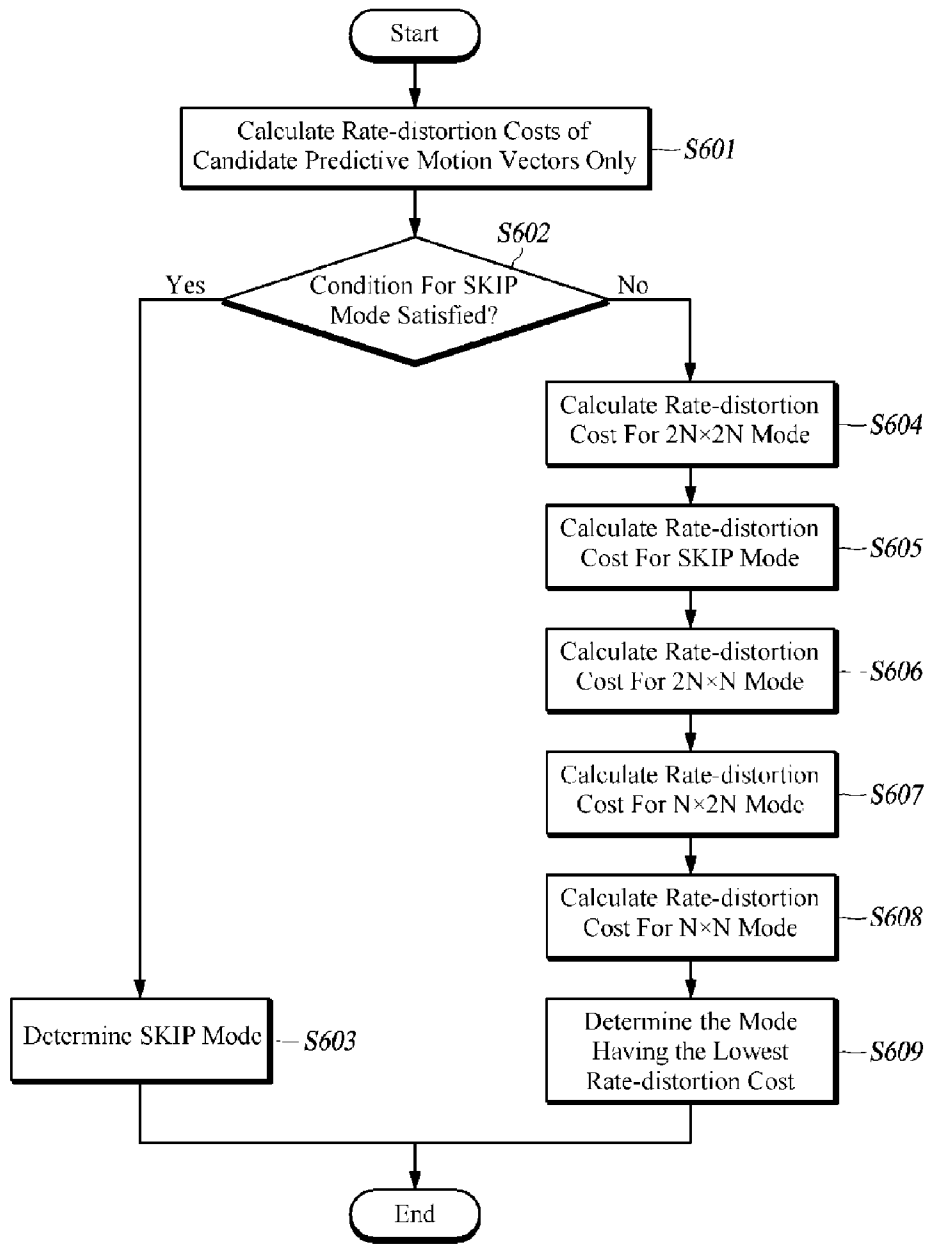 Start
Calculate Rate-distortion Costs of
Candidate Predictive Motion Vectors Only
S601
S602
Condition For SKIP
Mode Satisfied?
Yes
No
Calculate Rate-distortion
Cost For 2N×2N Mode
S604
Calculate Rate-distortion
Cost For SKIP Mode
S605
Calculate Rate-distortion
Cost For 2N×N Mode
S606
Calculate Rate-distortion
Cost For N×2N Mode
S607
Calculate Rate-distortion
Cost For N×N Mode
S608
Determine SKIP Mode
S603
Determine the Mode
Having the Lowest
Rate-distortion Cost
S609
End